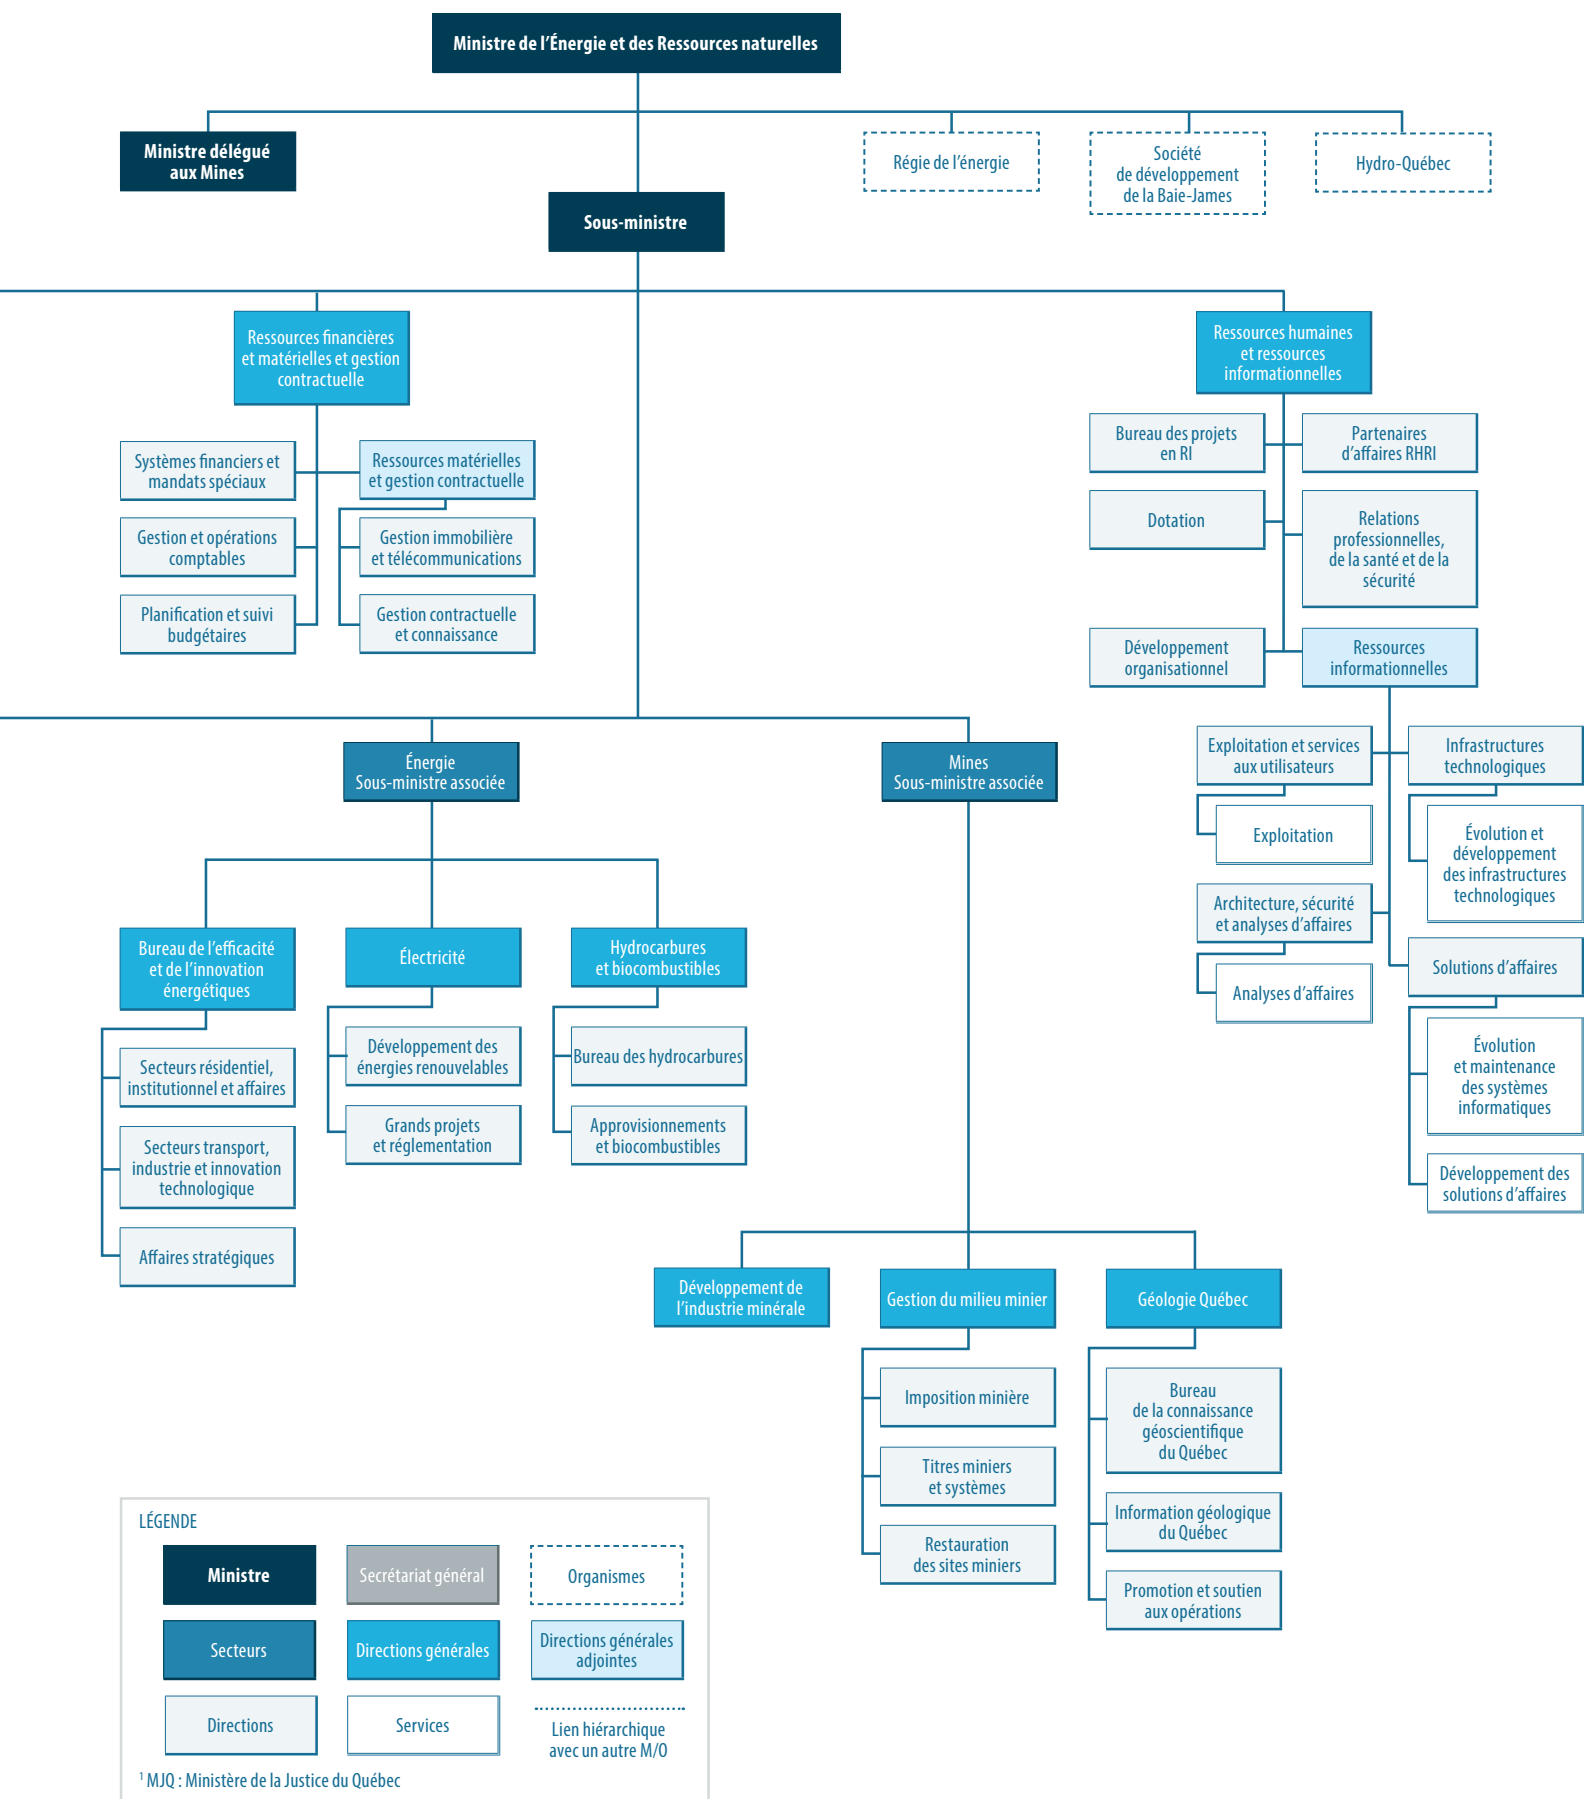 Ministre de l’Énergie et des Ressources naturelles
Ministre délégué
aux Mines
Régie de l’énergie
Société
de développement
de la Baie-James
Hydro-Québec
Sous-ministre
Ressources financières
et matérielles et gestion
contractuelle
Ressources humaines
et ressources
informationnelles
Systèmes financiers et
mandats spéciaux
Ressources matérielles
et gestion contractuelle
Gestion et opérations
comptables
Gestion immobilière
et télécommunications
Planification et suivi
budgétaires
Gestion contractuelle
et connaissance
Bureau des projets
en RI
Partenaires
d’affaires RHRI
Dotation
Relations
professionnelles,
de la santé et de la
sécurité
Développement
organisationnel
Ressources
informationnelles
Exploitation et services
aux utilisateurs
Infrastructures
technologiques
Exploitation
Évolution et
développement
des infrastructures
technologiques
Architecture, sécurité
et analyses d’affaires
Analyses d’affaires
Solutions d’affaires
Évolution
et maintenance
des systèmes
informatiques
Développement des
solutions d’affaires
Énergie
Sous-ministre associée
Mines
Sous-ministre associée
Bureau de l’efficacité
et de l’innovation
énergétiques
Électricité
Hydrocarbures
et biocombustibles
Secteurs résidentiel,
institutionnel et affaires
Secteurs transport,
industrie et innovation
technologique
Affaires stratégiques
Développement des
énergies renouvelables
Grands projets
et réglementation
Bureau des hydrocarbures
Approvisionnements
et biocombustibles
Développement de
l’industrie minérale
Gestion du milieu minier
Géologie Québec
Imposition minière
Titres miniers
et systèmes
Restauration
des sites miniers
Bureau
de la connaissance
géoscientifique
du Québec
Information géologique
du Québec
Promotion et soutien
aux opérations
LÉGENDE
Ministre
Secrétariat général
Organismes
Secteurs
Directions générales
Directions générales
adjointes
Directions
Services
Lien hiérarchique
avec un autre M/O
¹ MJQ : Ministère de la Justice du Québec